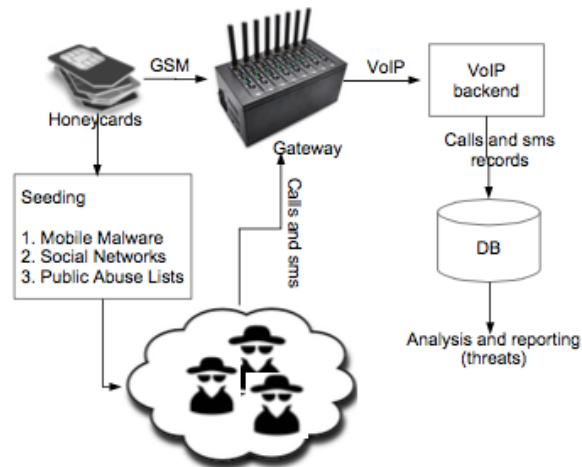 GSM
VoIP
VoIP
backend
Honeycards
Gateway
Calls and sms
records
Seeding
1. Mobile Malware
2. Social Networks
3. Public Abuse Lists
Calls and sms
DB
Analysis and reporting
(threats)